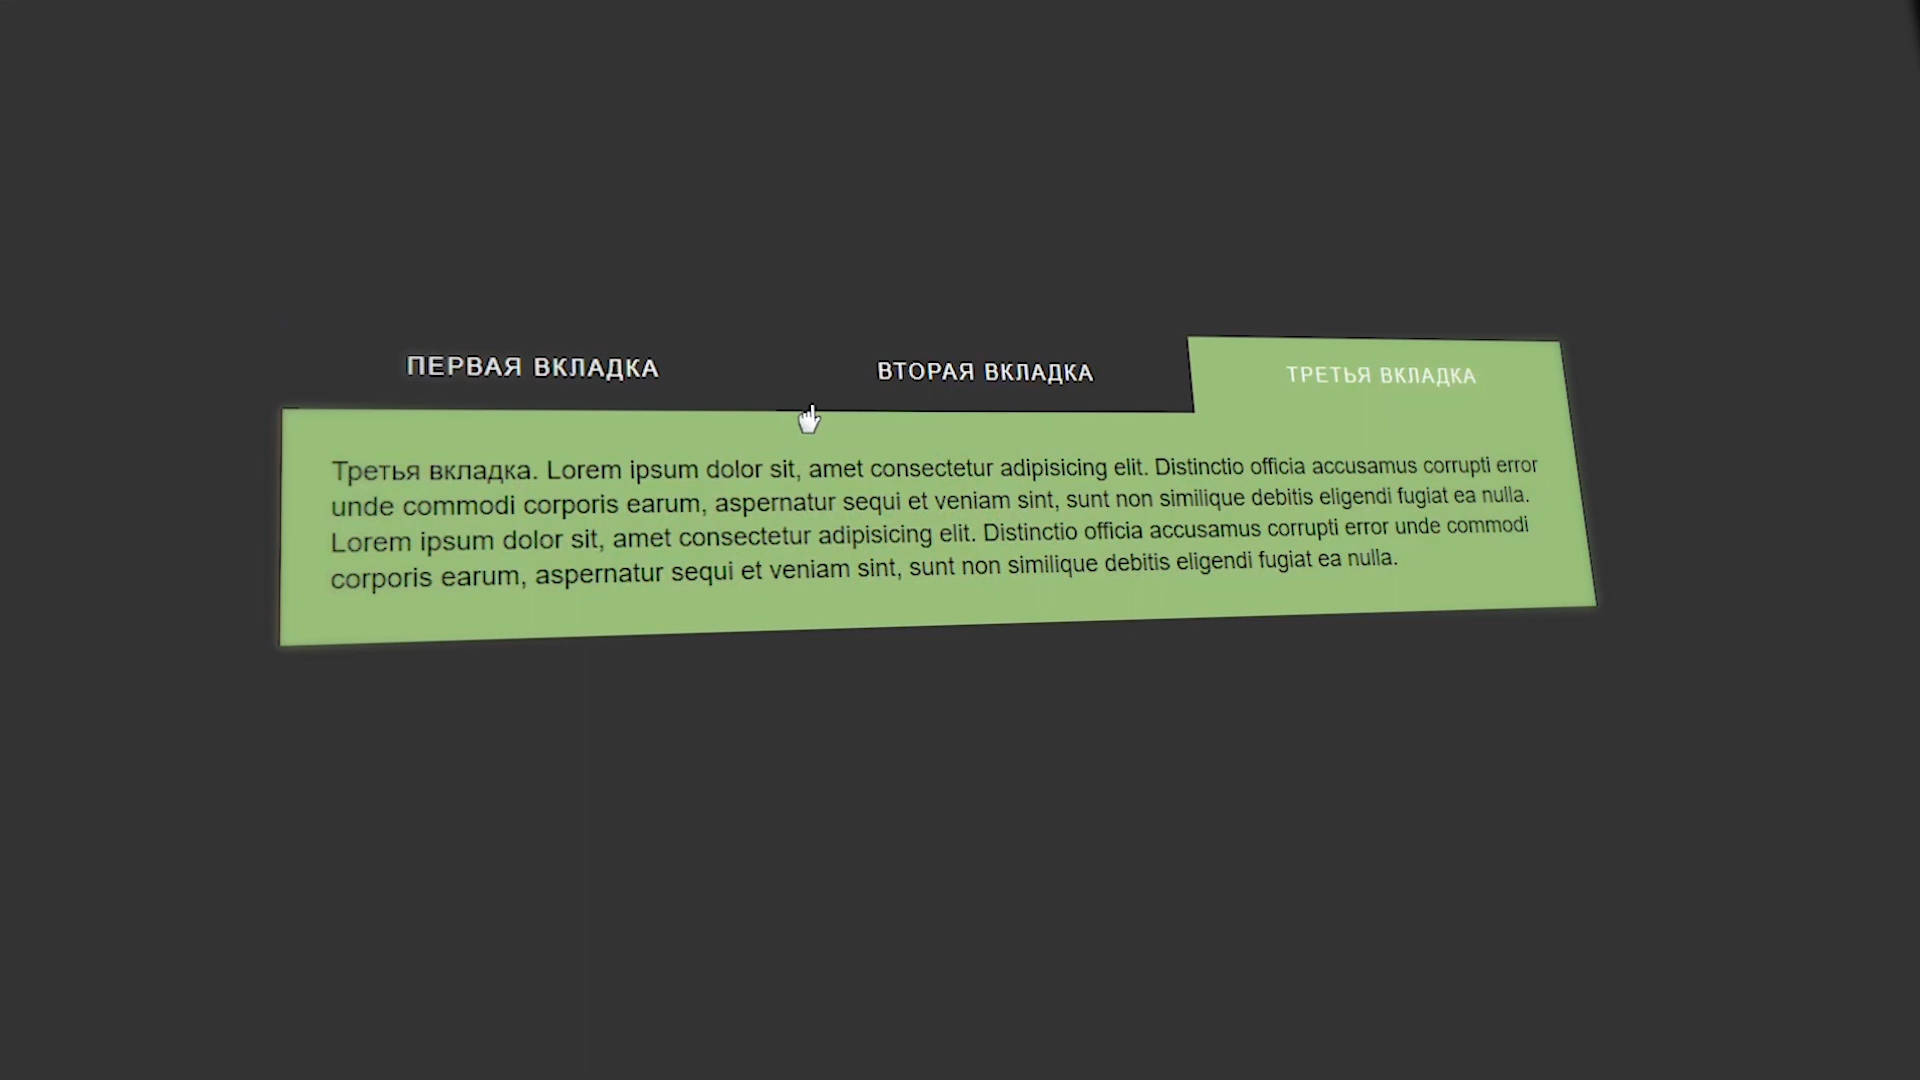 ПЕРВАЯ ВКЛАДКА ВТОРАЯ ВКЛАДКА ТРЕТЬЯ ВКЛАДКА
Третья вкладка. Lorem ipsum dolor sit, amet consectetur adipisicing elit. Distinctio officia accusamus corrupti error
unde commodi corporis earum, aspernatur sequi et veniam sint, sunt non similique debitis eligendi fugiat ea nulla.
Lorem ipsum dolor sit, amet consectetur adipisicing elit. Distinctio officia accusamus corrupti error unde commodi
corporis earum, aspernatur sequi et veniam sint, sunt non similique debitis eligendi fugiat ea nulla.